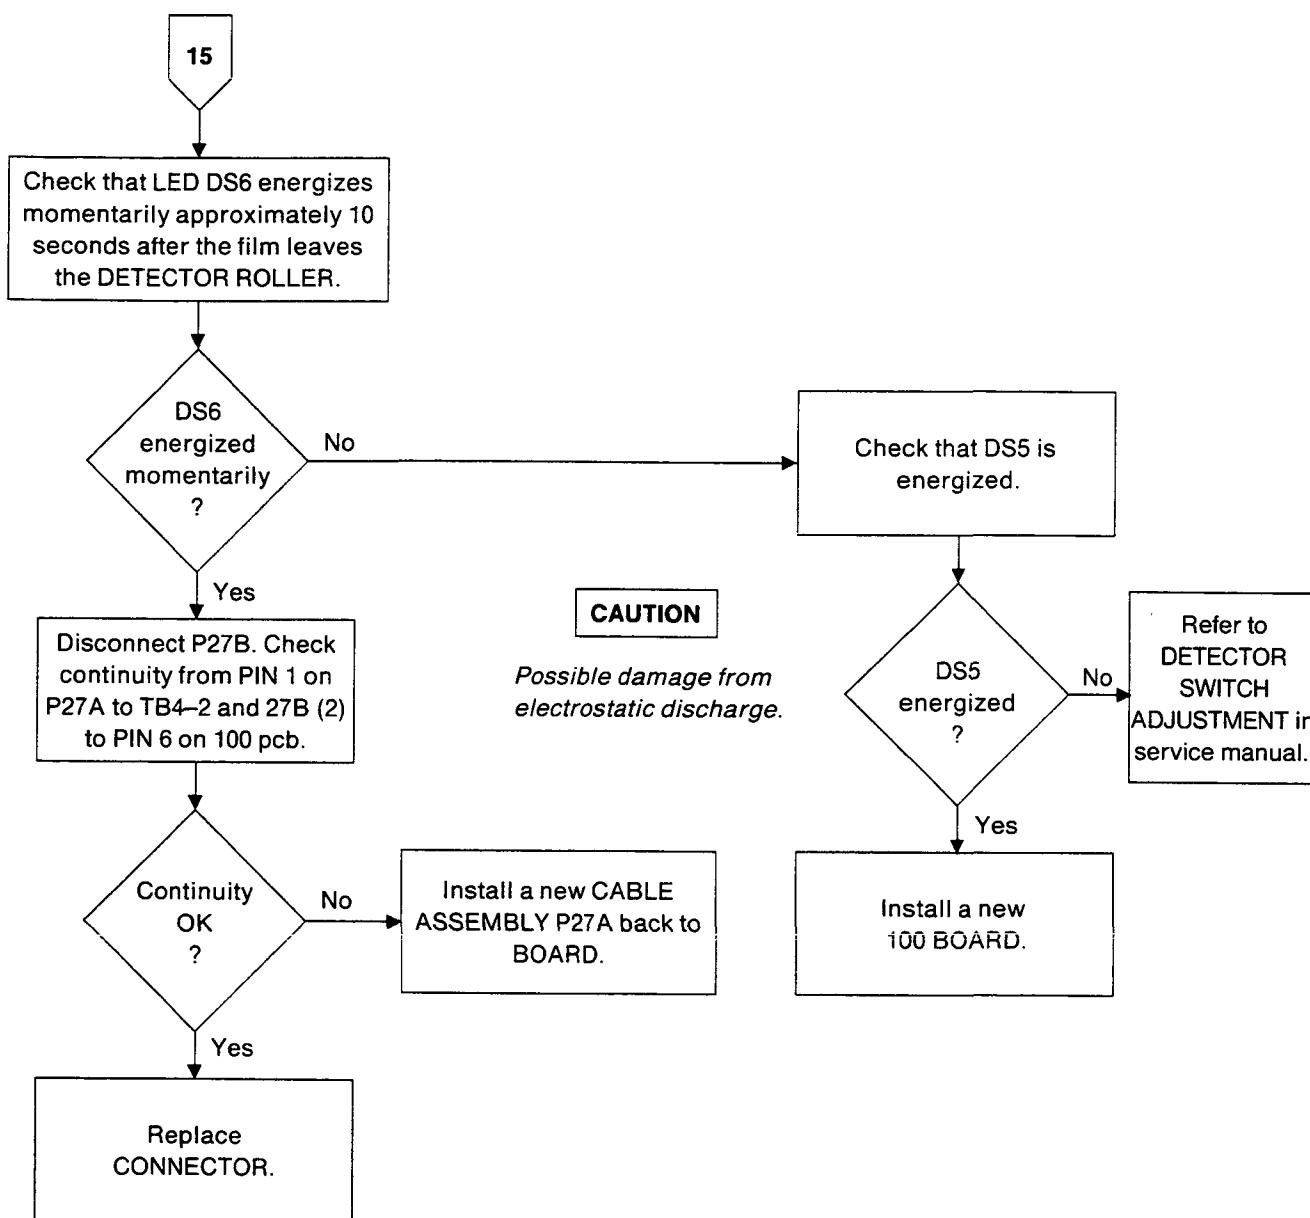 15
Check that LED DS6 energizes
momentarily approximately 10
seconds after the film leaves
the DETECTOR ROLLER.
DS6
energized
momentarily
?
No
Yes
Check that DS5 is
energized.
Disconnect P27B. Check
continuity from PIN 1 on
P27A to TB4–2 and 27B (2)
to PIN 6 on 100 pcb.
CAUTION
Possible damage from
electrostatic discharge.
DS5
energized
?
No
Yes
Refer to
DETECTOR
SWITCH
ADJUSTMENT in
service manual.
Continuity
OK
?
No
Yes
Install a new CABLE
ASSEMBLY P27A back to
BOARD.
Install a new
100 BOARD.
Replace
CONNECTOR.